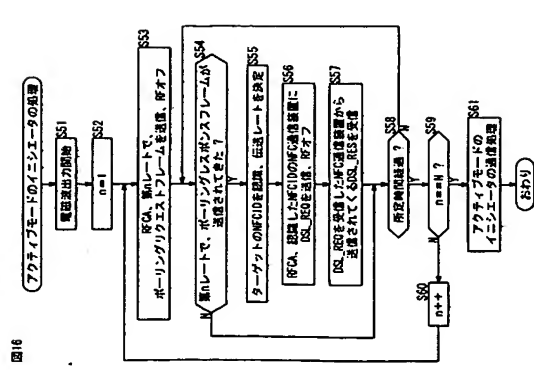 図16
アクティブモードのイニシエータの処理
電磁波出力開始
S51
n=1
S52
RFCA、第nレートで、
ポーリングリクエストフレームを送信、RFオフ
S53
第nレートで、ポーリングレスポンスフレームが
送信されてきた？
S54
N
Y
ターゲットのNFCIDを認識、伝送レートを決定
S55
RFCA、認識したNFCIDのNFC通信装置に
DSL_REQを送信、RFオフ
S56
DSL_REQを受信したNFC通信装置から
送信されてくるDSL_RESを受信
S57
所定時間経過？
S58
N
Y
n==N？
S59
N
Y
n++
S60
アクティブモードの
イニシエータの通信処理
S61
おわり